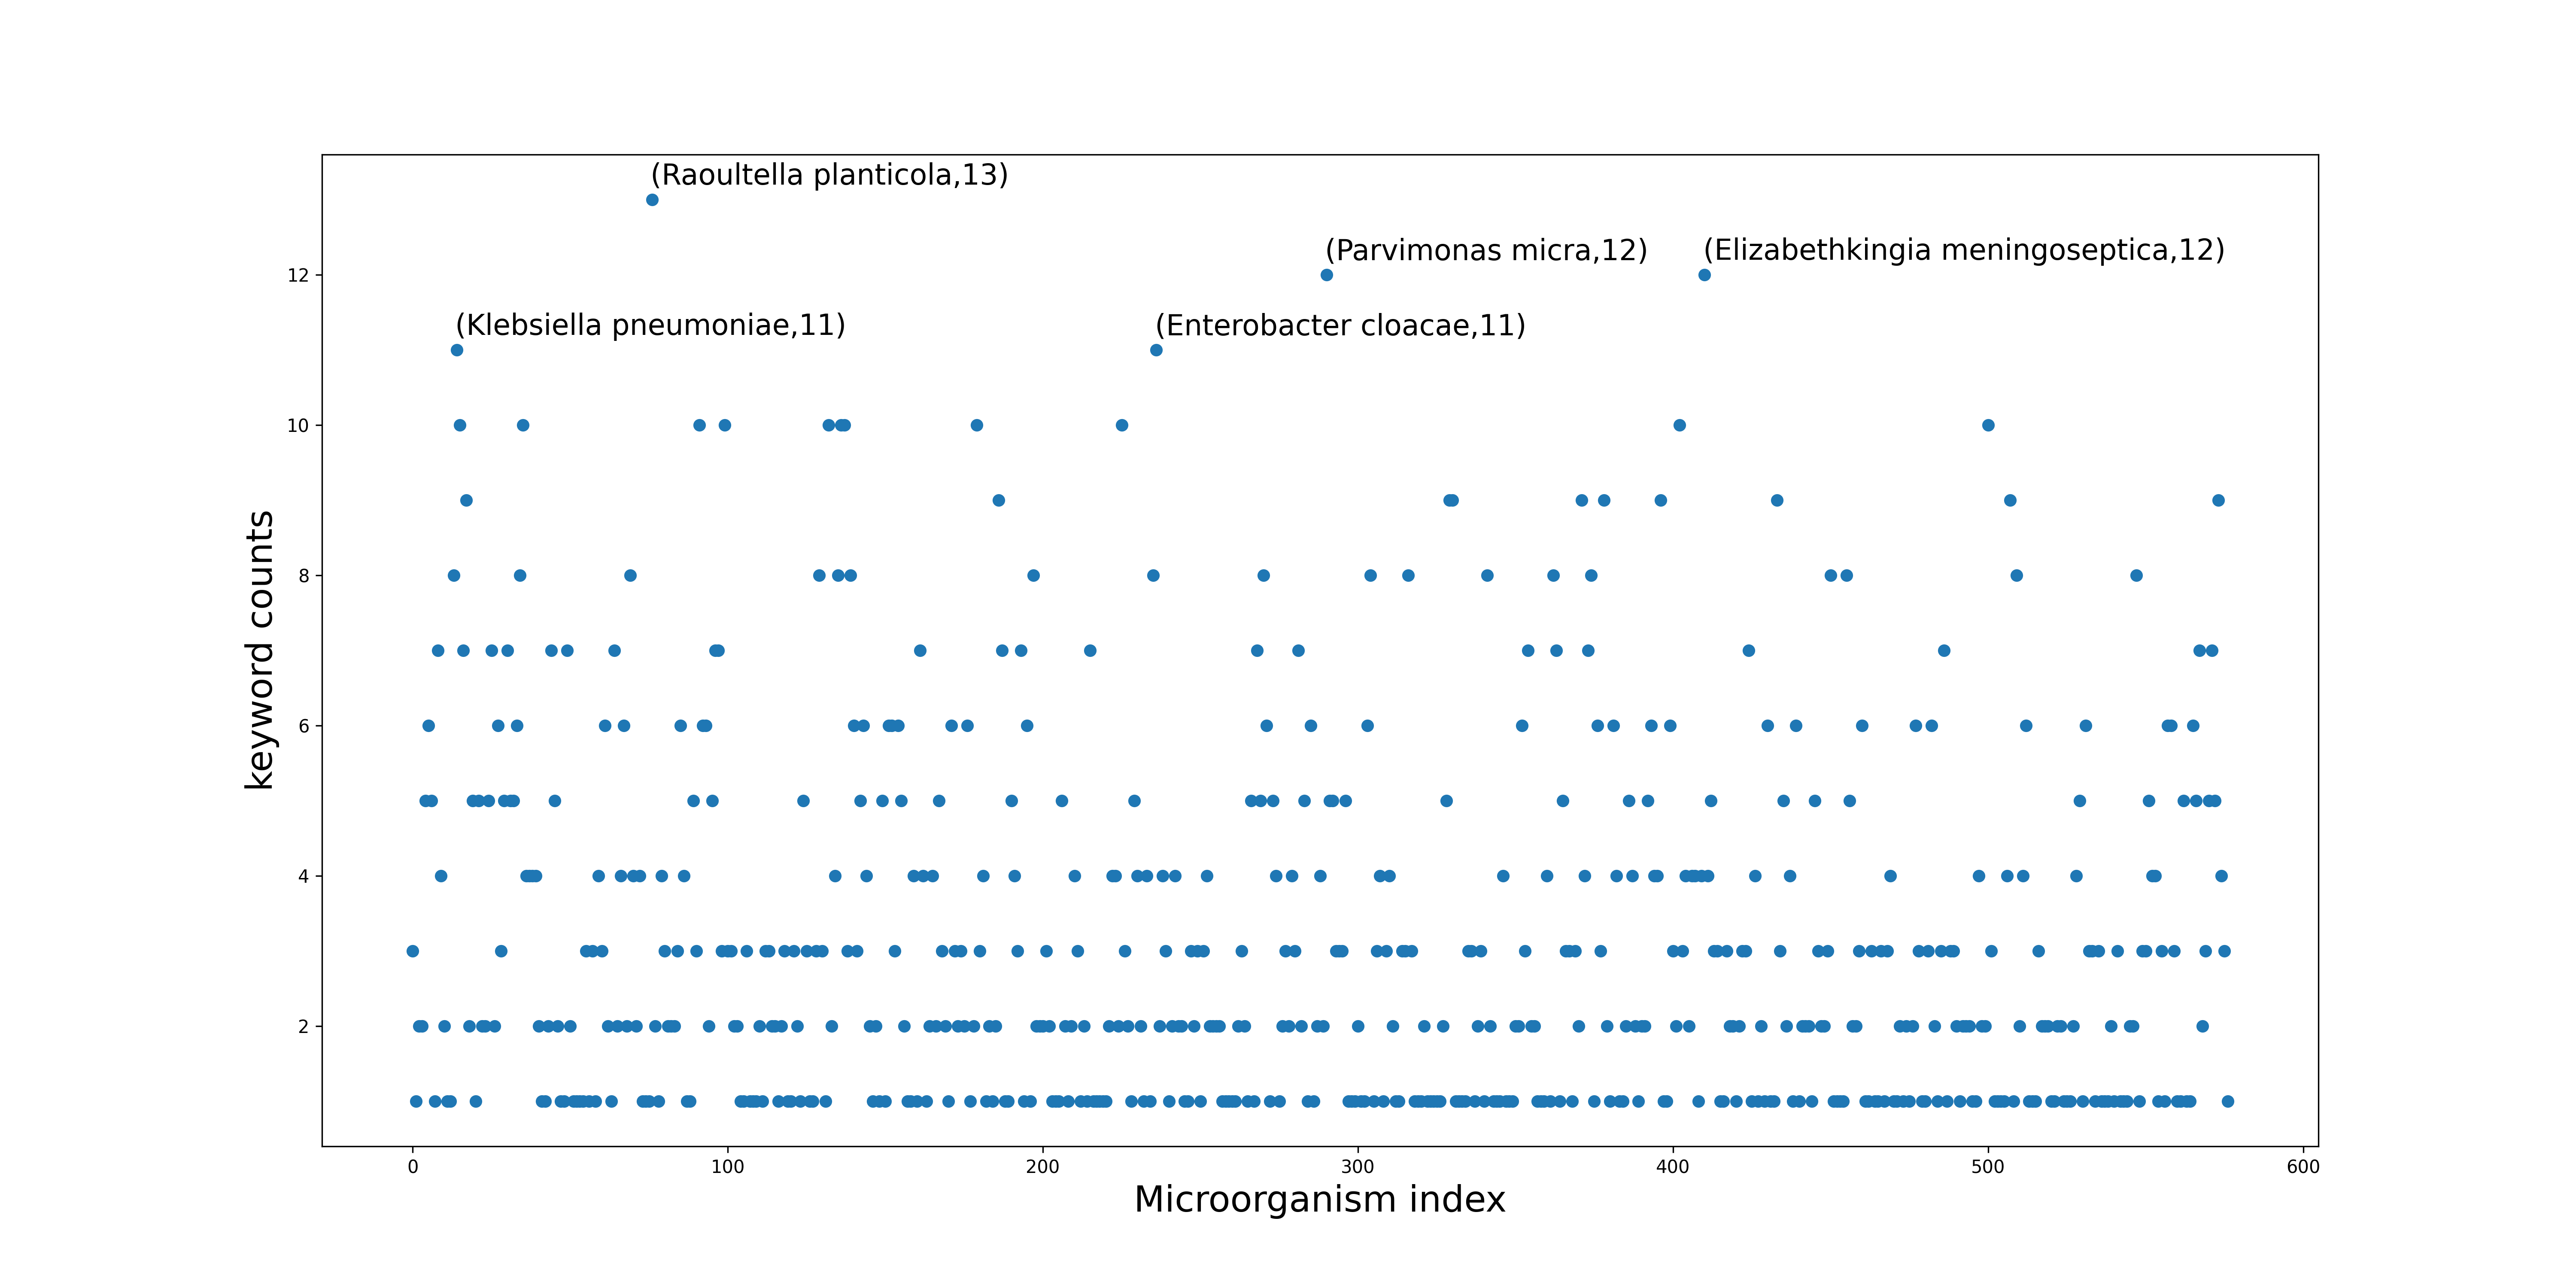 (Raoultella planticola,13)
(Parvimonas micra,12)
(Elizabethkingia meningoseptica,12)
(Klebsiella pneumoniae,11)
(Enterobacter cloacae,11)
12
10
8
6
4
2
keyword counts
0 100 200 300 400 500 600
Microorganism index